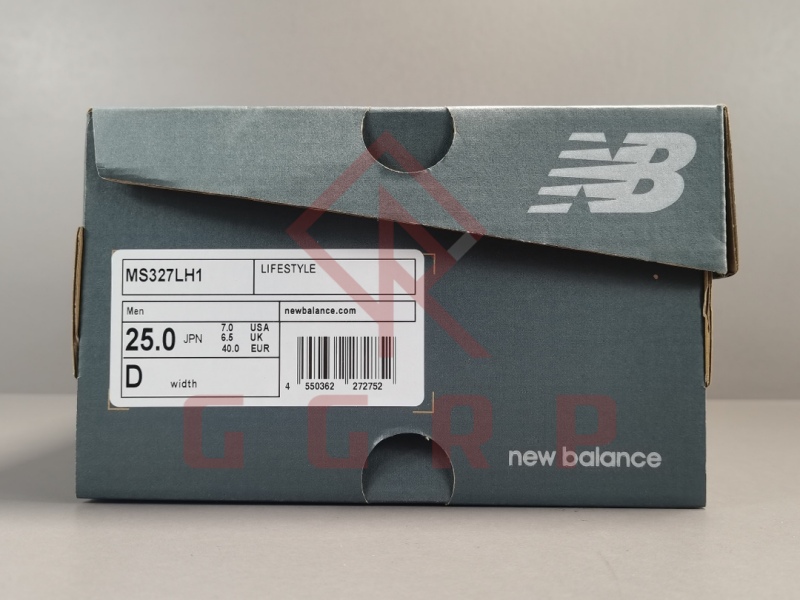 NB
MS327LH1
LIFESTYLE
Men
newbalance.com
25.0 JPN
7.0 USA
6.5 UK
40.0 EUR
D width
4 550362 272752
GGRP
new balance